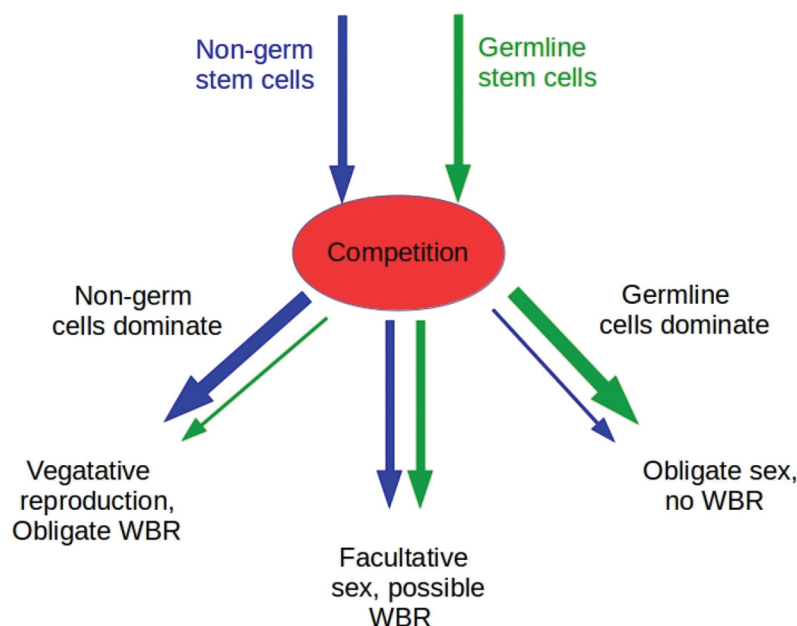 Non-germ
stem cells
Germline
stem cells
Competition
Non-germ
cells dominate
Germline
cells dominate
Vegatative
reproduction,
Obligate WBR
Facultative
sex, possible
WBR
Obligate sex,
no WBR